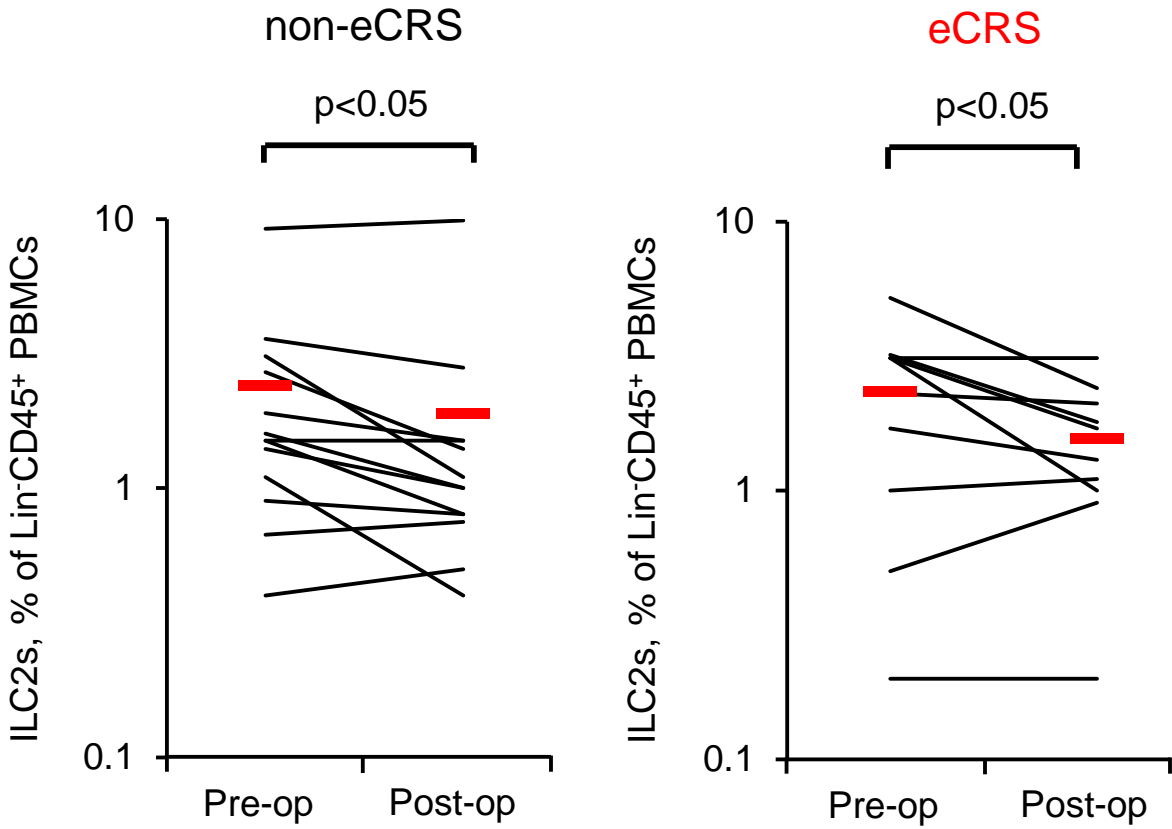 non-eCRS
p<0.05
ILC2s, % of Lin⁻CD45⁺ PBMCs
10
1
0.1
Pre-op Post-op
eCRS
p<0.05
ILC2s, % of Lin⁻CD45⁺ PBMCs
10
1
0.1
Pre-op Post-op